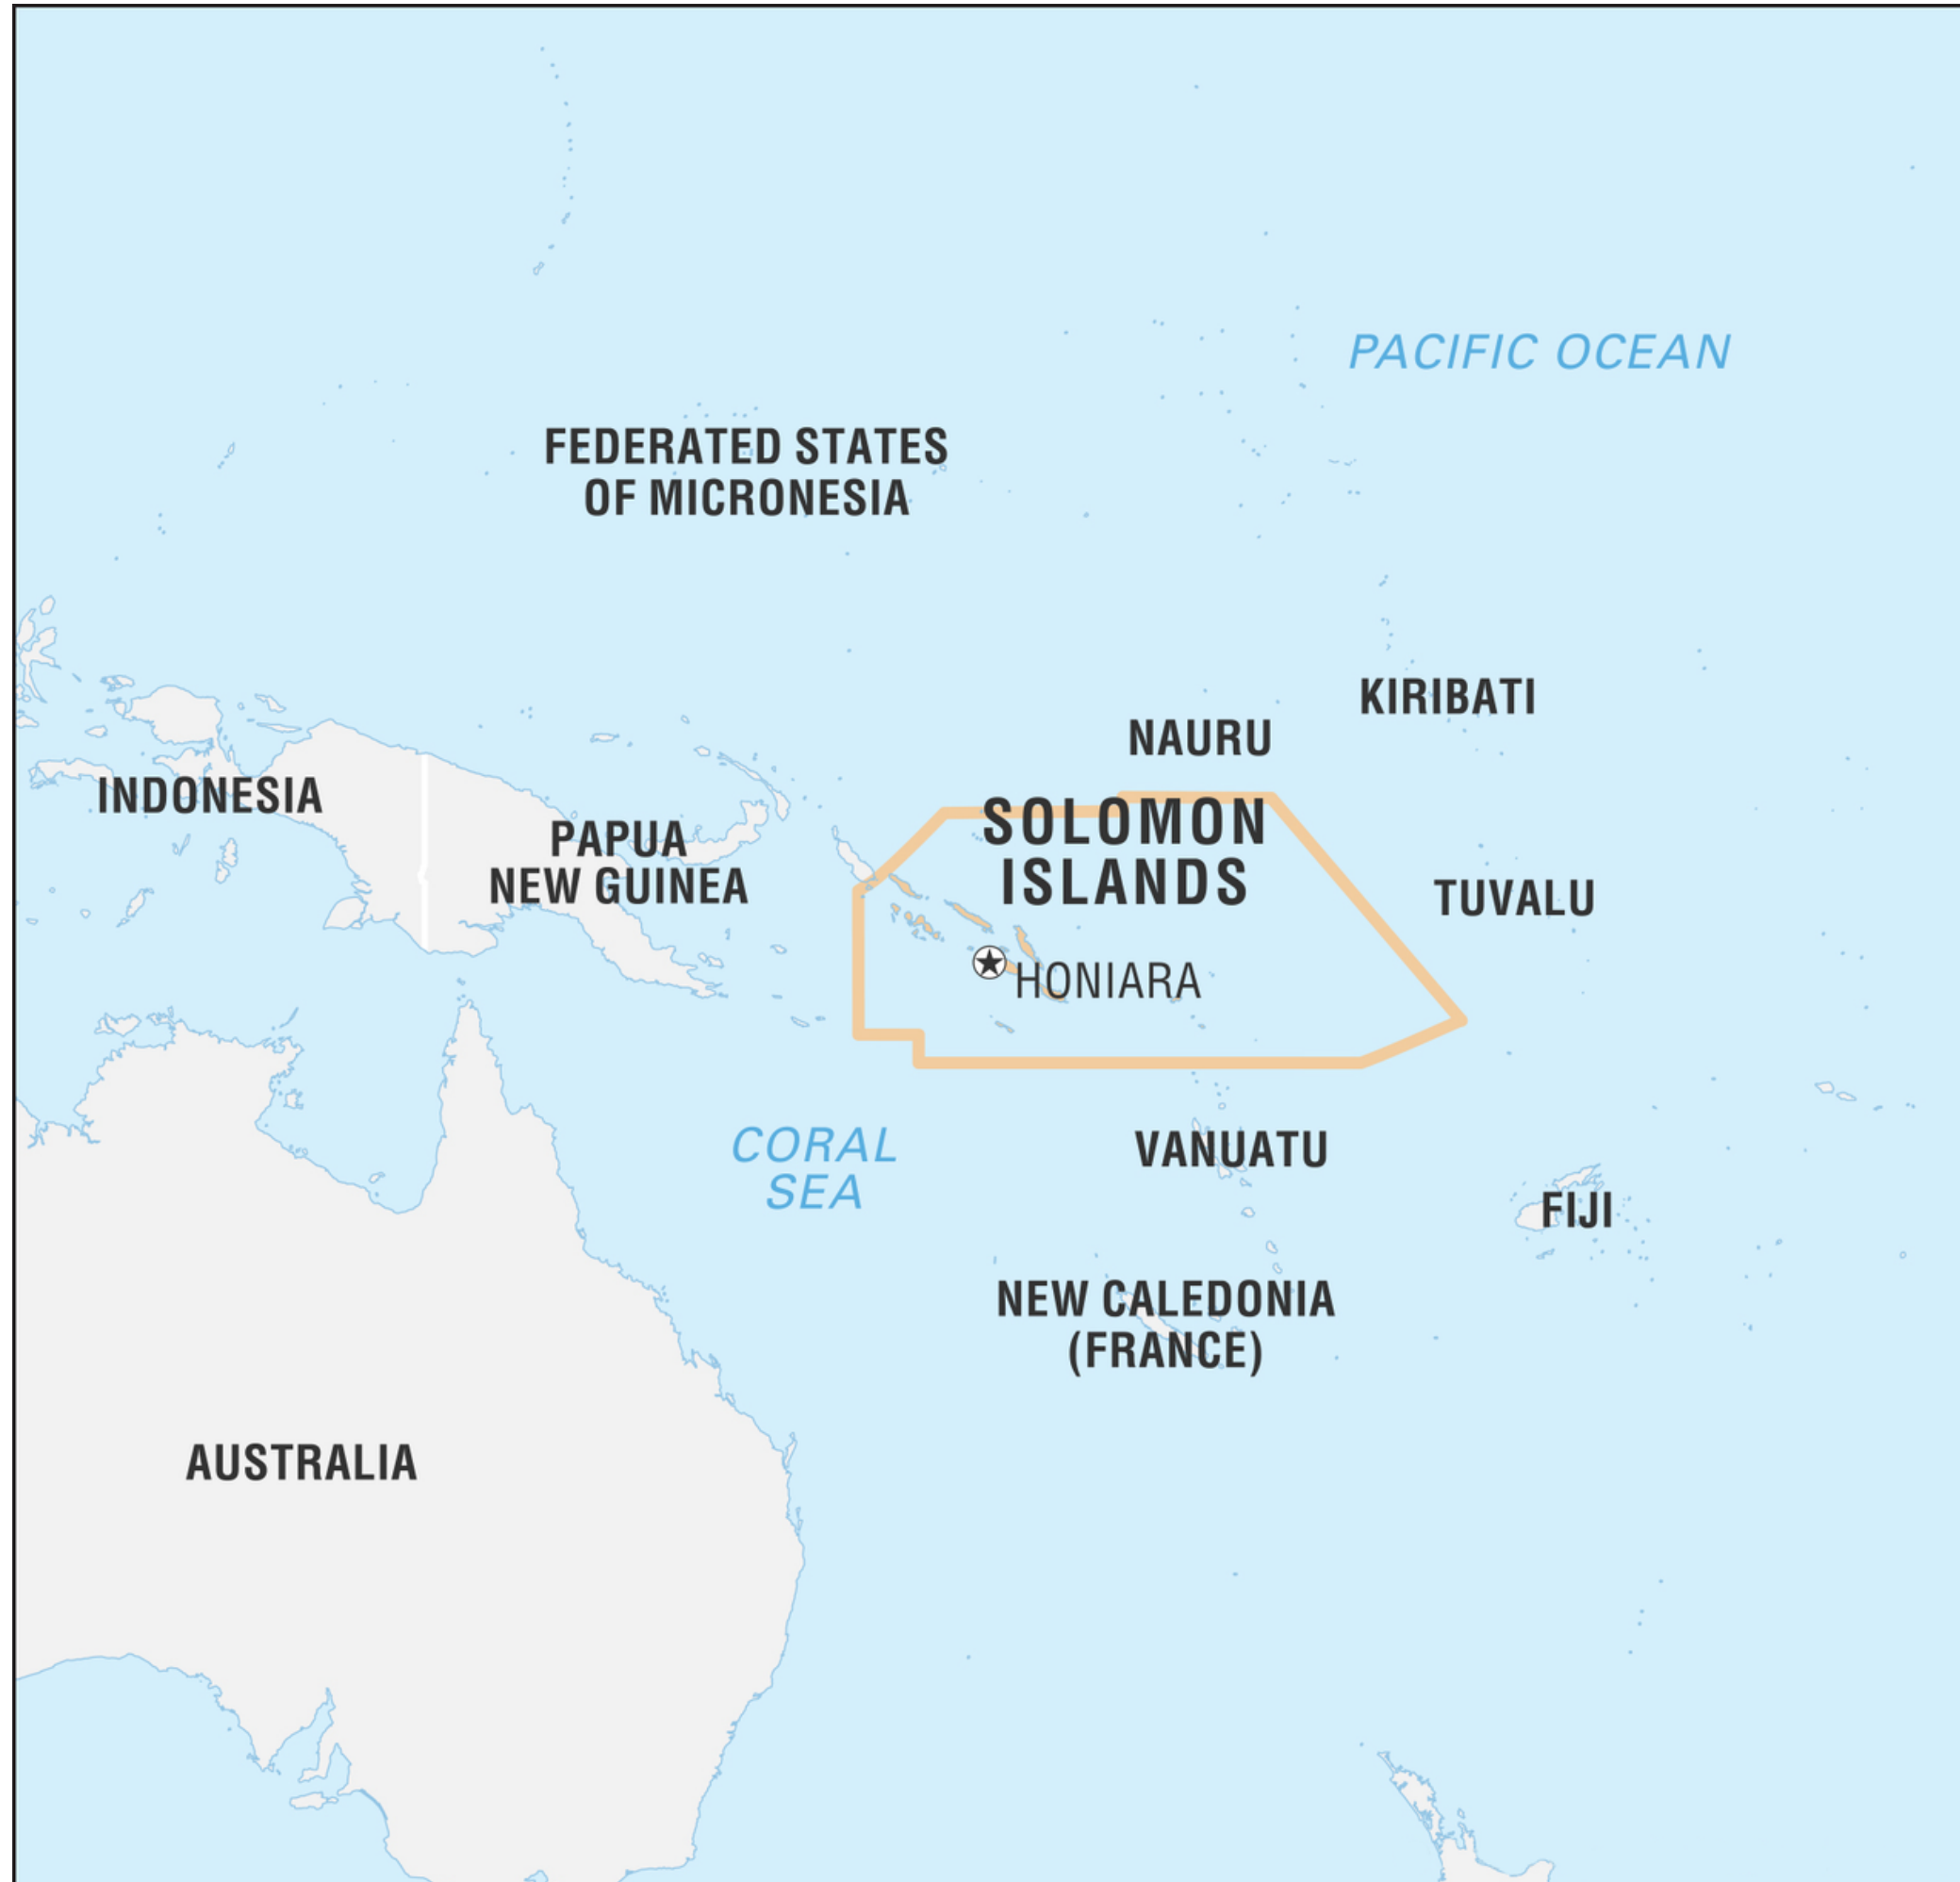 PACIFIC OCEAN
FEDERATED STATES
OF MICRONESIA
KIRIBATI
NAURU
INDONESIA
PAPUA
NEW GUINEA
SOLOMON
ISLANDS
TUVALU
HONIARA
CORAL
SEA
VANUATU
FIJI
NEW CALEDONIA
(FRANCE)
AUSTRALIA